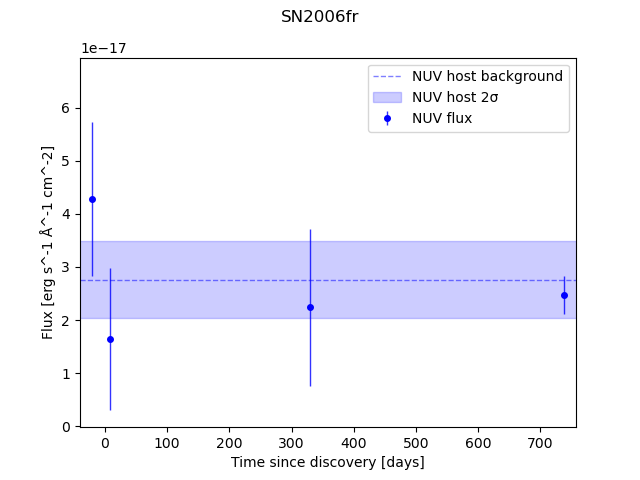 SN2006fr
1e−17
NUV host background
NUV host 2σ
NUV flux
6
5
4
3
2
1
0
Flux [erg s^-1 Å^-1 cm^-2]
0 100 200 300 400 500 600 700
Time since discovery [days]